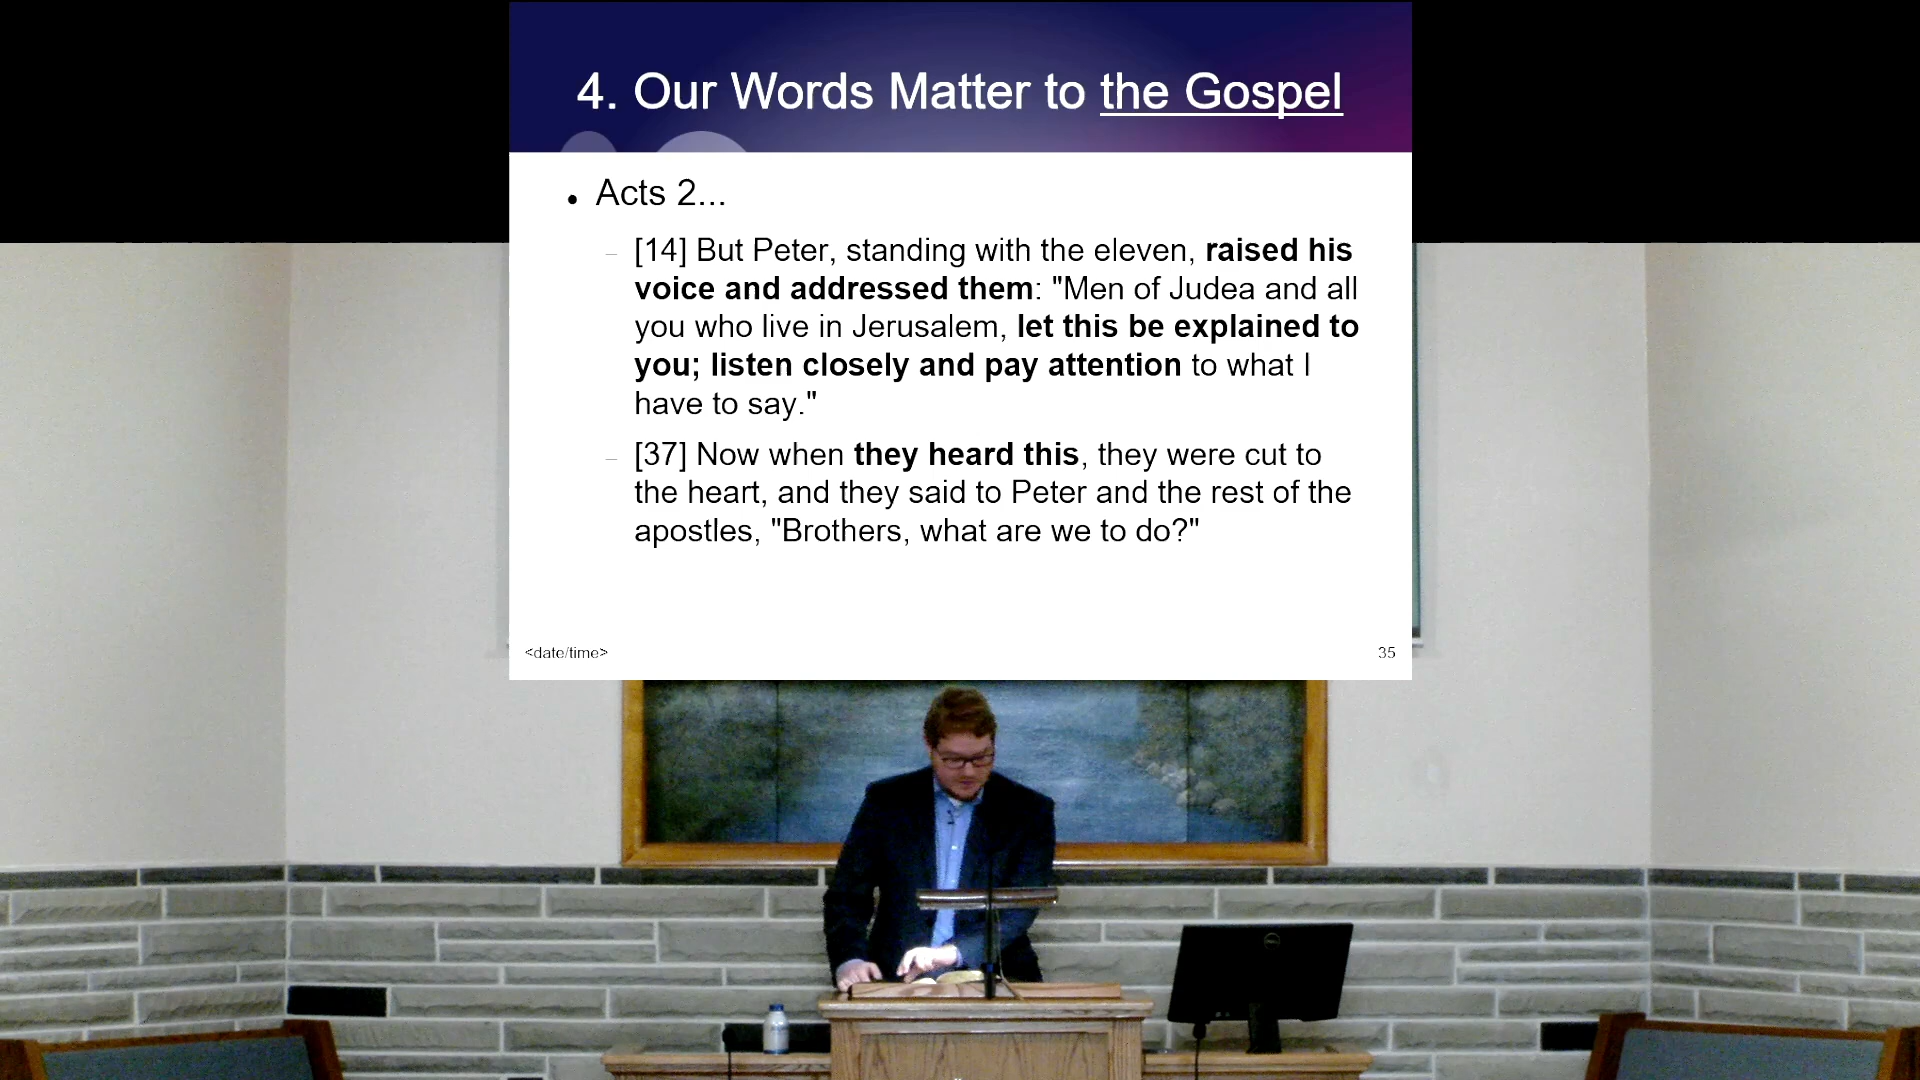 4. Our Words Matter to the Gospel
• Acts 2...
– [14] But Peter, standing with the eleven, raised his
voice and addressed them: "Men of Judea and all
you who live in Jerusalem, let this be explained to
you; listen closely and pay attention to what I
have to say."
– [37] Now when they heard this, they were cut to
the heart, and they said to Peter and the rest of the
apostles, "Brothers, what are we to do?"
<date/time>
35
DELL